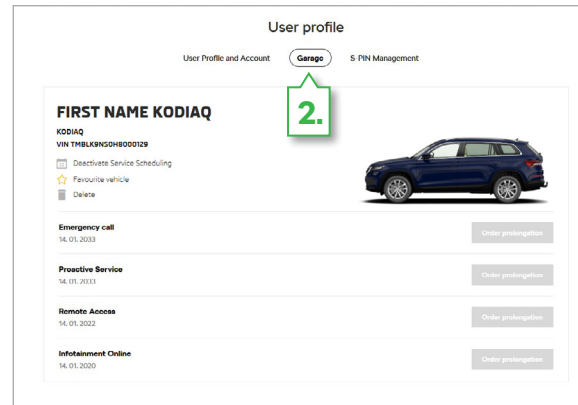 User profile
User Profile and Account Garage S-PIN Management
2.
FIRST NAME KODIAQ
KODIAQ
VIN TMBLK9NS0H8000129
Deactivate Service Scheduling
Favourite vehicle
Delete
Emergency call
14. 01. 2033
Order prolongation
Proactive Service
14. 01. 2033
Order prolongation
Remote Access
14. 01. 2022
Order prolongation
Infotainment Online
14. 01. 2020
Order prolongation